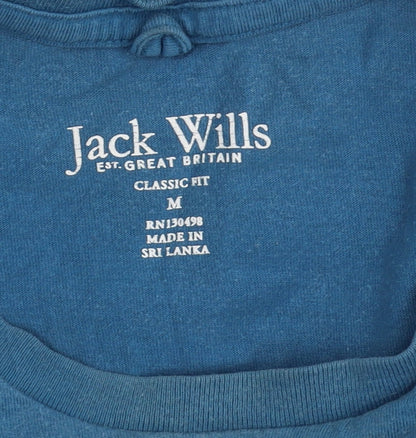 Jack Wills
EST. GREAT BRITAIN
CLASSIC FIT
M
RN130498
MADE IN
SRI LANKA